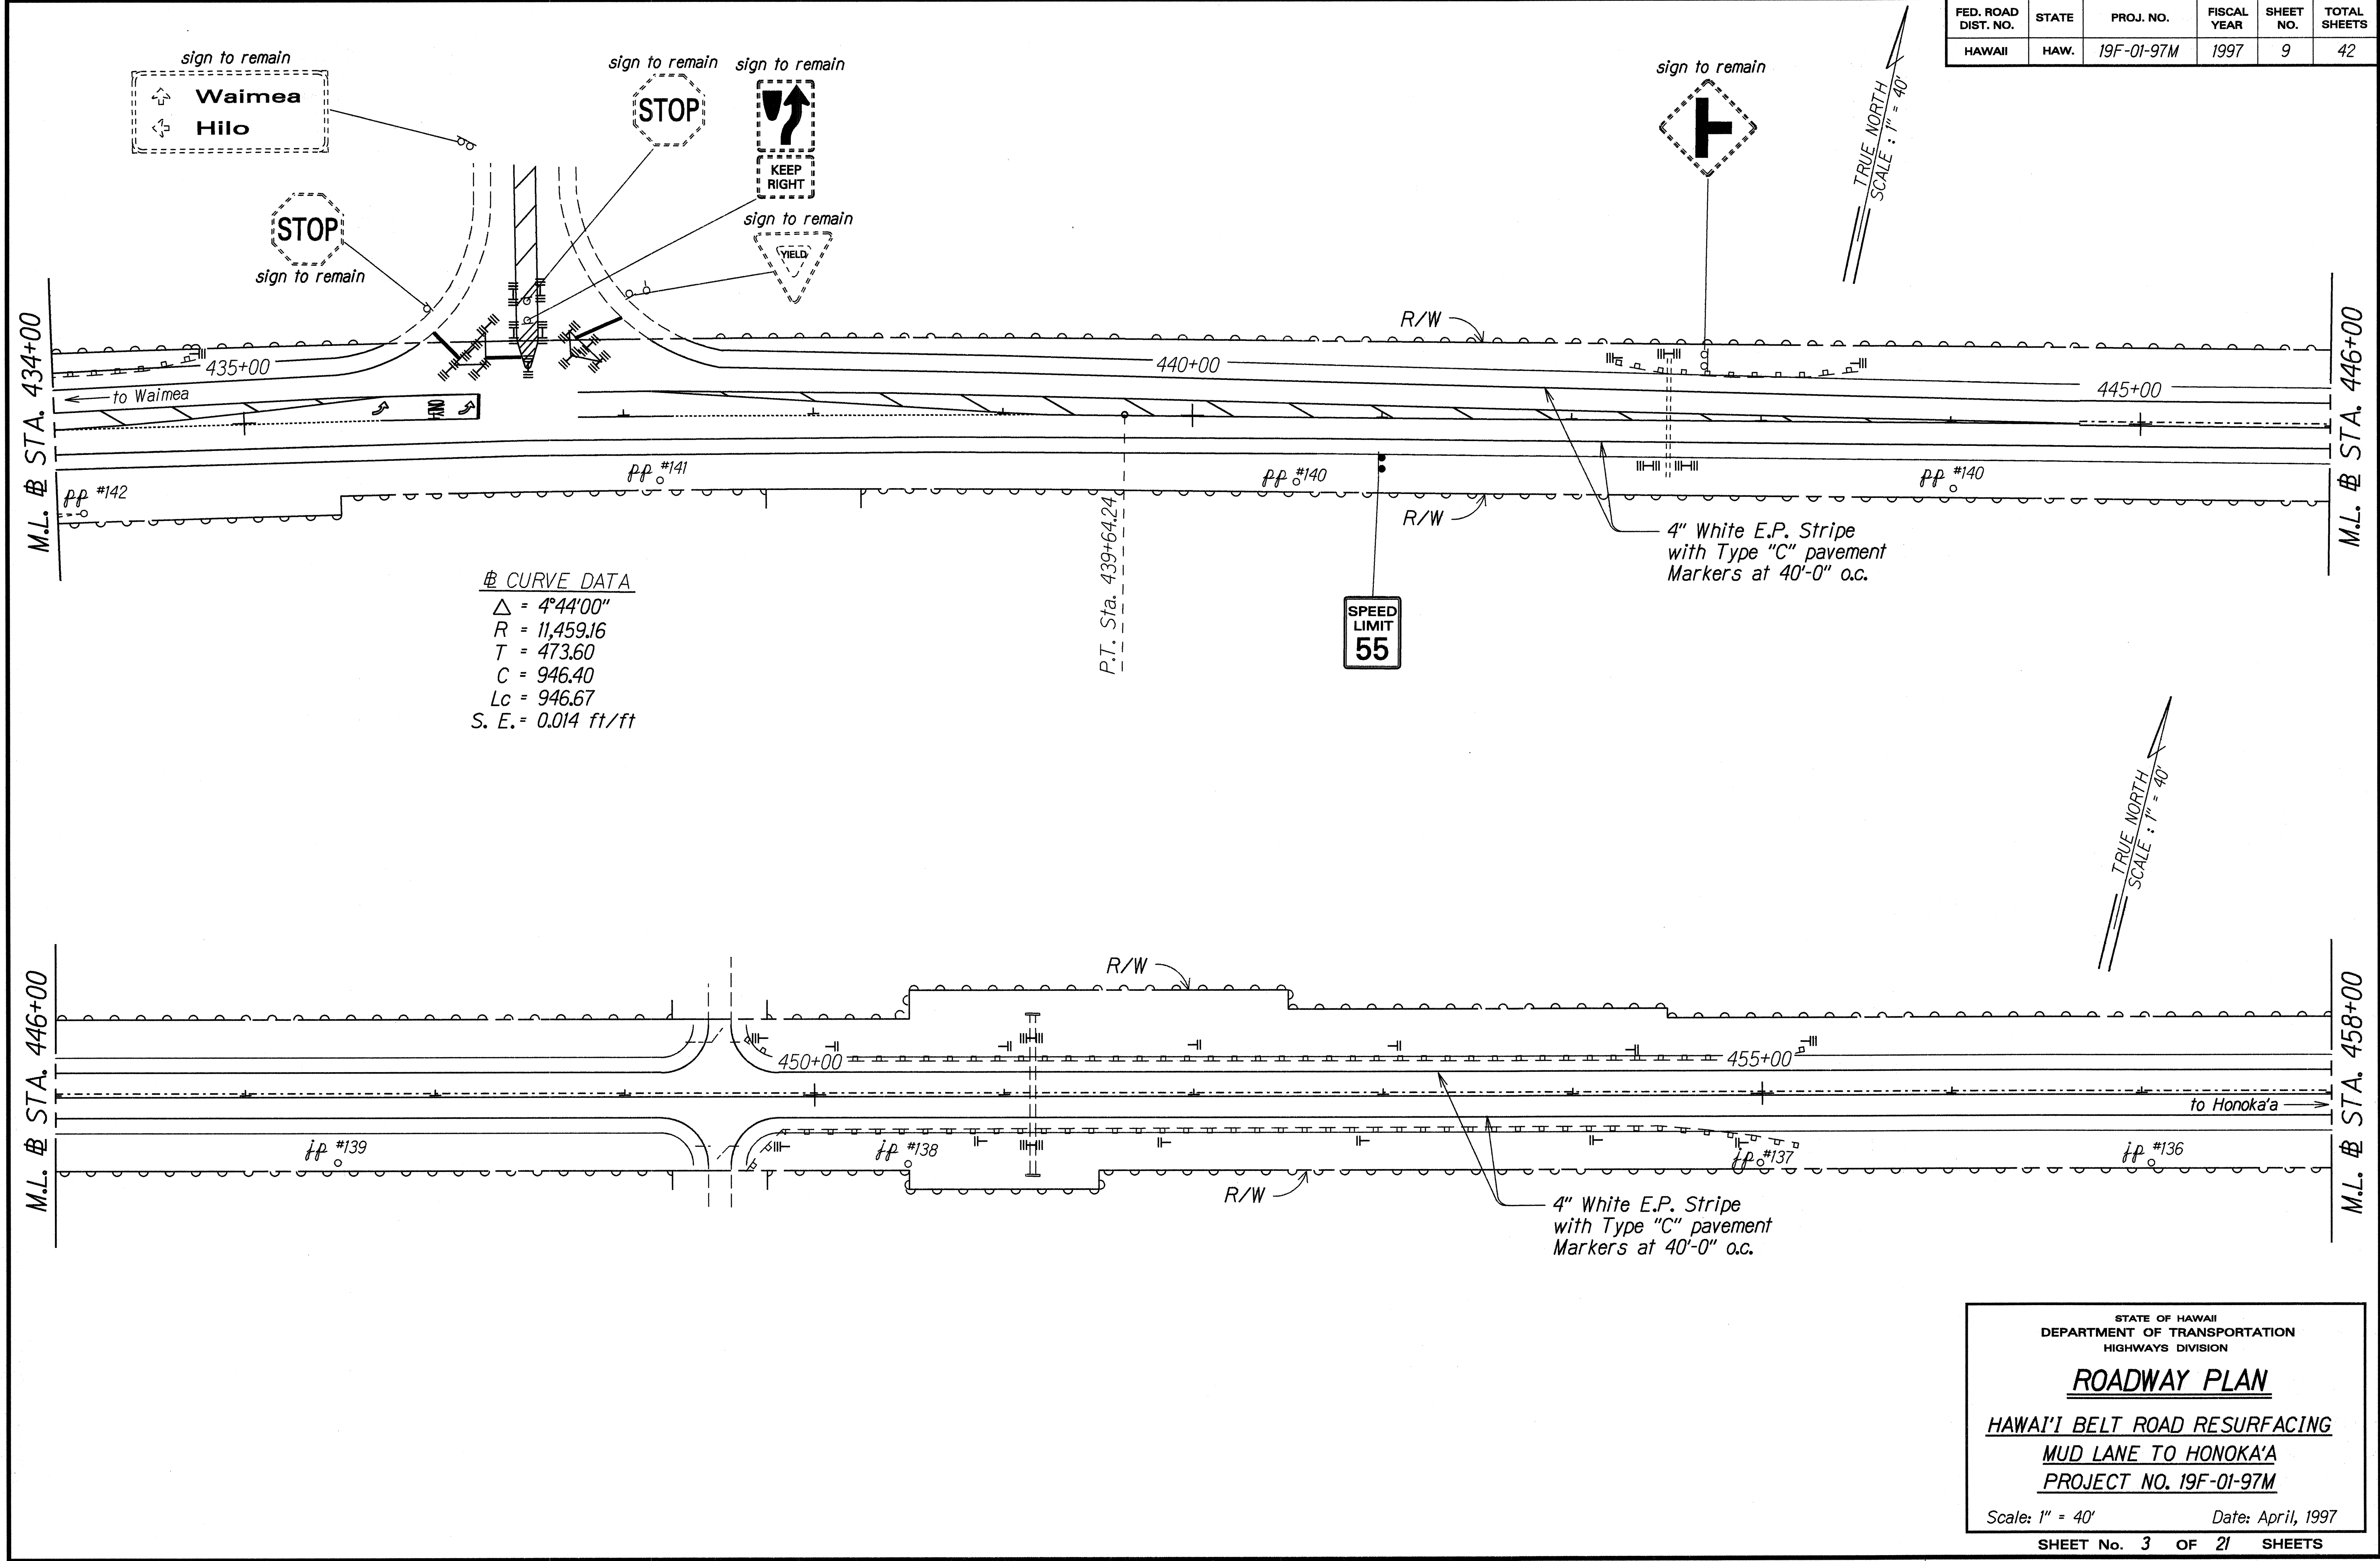 FED. ROAD DIST. NO. STATE PROJ. NO. FISCAL YEAR SHEET NO. TOTAL SHEETS
HAWAII HAW. 19F-01-97M 1997 9 42
sign to remain
Waimea
Hilo
STOP
sign to remain
sign to remain
STOP
sign to remain
KEEP
RIGHT
sign to remain
YIELD
sign to remain
TRUE NORTH
SCALE : 1" = 40'
M.L. ⅊ STA. 434+00
435+00
to Waimea
AND
R/W
440+00
445+00
M.L. ⅊ STA. 446+00
pp #142
pp #141
pp #140
pp #140
R/W
P.T. Sta. 439+64.24
4" White E.P. Stripe
with Type "C" pavement
Markers at 40'-0" o.c.
SPEED
LIMIT
55
⅊ CURVE DATA
△ = 4°44'00"
R = 11,459.16
T = 473.60
C = 946.40
Lc = 946.67
S. E. = 0.014 ft/ft
TRUE NORTH
SCALE : 1" = 40'
M.L. ⅊ STA. 446+00
R/W
450+00
455+00
to Honoka'a
M.L. ⅊ STA. 458+00
jp #139
jp #138
jp #137
jp #136
R/W
4" White E.P. Stripe
with Type "C" pavement
Markers at 40'-0" o.c.
STATE OF HAWAII
DEPARTMENT OF TRANSPORTATION
HIGHWAYS DIVISION
ROADWAY PLAN
HAWAI'I BELT ROAD RESURFACING
MUD LANE TO HONOKA'A
PROJECT NO. 19F-01-97M
Scale: 1" = 40' Date: April, 1997
SHEET No. 3 OF 21 SHEETS